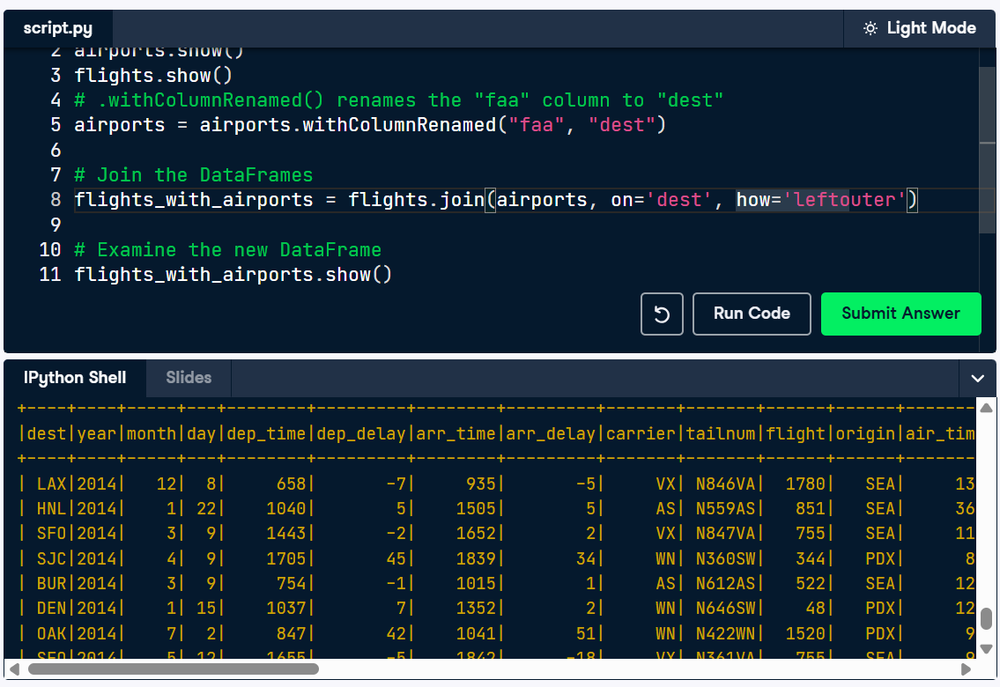 script.py
Light Mode
2 airports.show()
3 flights.show()
4 # .withColumnRenamed() renames the "faa" column to "dest"
5 airports = airports.withColumnRenamed("faa", "dest")
6
7 # Join the DataFrames
8 flights_with_airports = flights.join(airports, on='dest', how='leftouter')
9
10 # Examine the new DataFrame
11 flights_with_airports.show()
Run Code
Submit Answer
IPython Shell
Slides
+----+----+-----+---+--------+---------+--------+---------+-------+-------+------+------+-------
|dest|year|month|day|dep_time|dep_delay|arr_time|arr_delay|carrier|tailnum|flight|origin|air_tim
+----+----+-----+---+--------+---------+--------+---------+-------+-------+------+------+-------
| LAX|2014|   12|  8|     658|       -7|     935|       -5|     VX| N846VA|  1780|   SEA|     13
| HNL|2014|    1| 22|    1040|        5|    1505|        5|     AS| N559AS|   851|   SEA|     36
| SFO|2014|    3|  9|    1443|       -2|    1652|        2|     VX| N847VA|   755|   SEA|     11
| SJC|2014|    4|  9|    1705|       45|    1839|       34|     WN| N360SW|   344|   PDX|      8
| BUR|2014|    3|  9|     754|       -1|    1015|        1|     AS| N612AS|   522|   SEA|     12
| DEN|2014|    1| 15|    1037|        7|    1352|        2|     WN| N646SW|    48|   PDX|     12
| OAK|2014|    7|  2|     847|       42|    1041|       51|     WN| N422WN|  1520|   PDX|      9
| SFO|2014|    5| 12|    1655|       -5|    1842|      -18|     VX| N361VA|   755|   SEA|      9